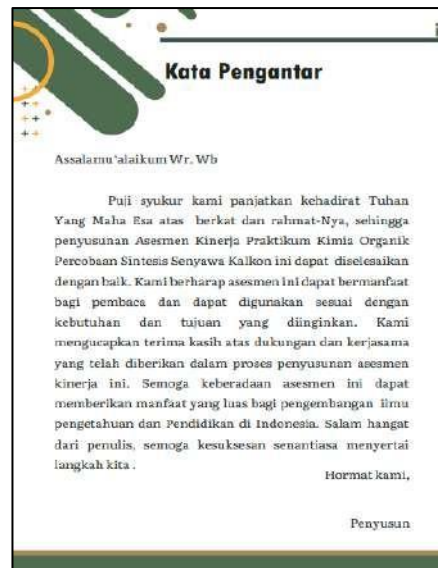 Kata Pengantar
Assalamu'alaikum Wr. Wb
Puji syukur kami panjatkan kehadirat Tuhan
Yang Maha Esa atas berkat dan rahmat-Nya, sehingga
penyusunan Asesmen Kinerja Praktikum Kimia Organik
Percobaan Sintesis Senyawa Kalkon ini dapat diselesaikan
dengan baik. Kami berharap asesmen ini dapat bermanfaat
bagi pembaca dan dapat digunakan sesuai dengan
kebutuhan dan tujuan yang diinginkan. Kami
mengucapkan terima kasih atas dukungan dan kerjasama
yang telah diberikan dalam proses penyusunan asesmen
kinerja ini. Semoga keberadaan asesmen ini dapat
memberikan manfaat yang luas bagi pengembangan ilmu
pengetahuan dan Pendidikan di Indonesia. Salam hangat
dari penulis, semoga kesuksesan senantiasa menyertai
langkah kita .
Hormat kami,
Penyusun